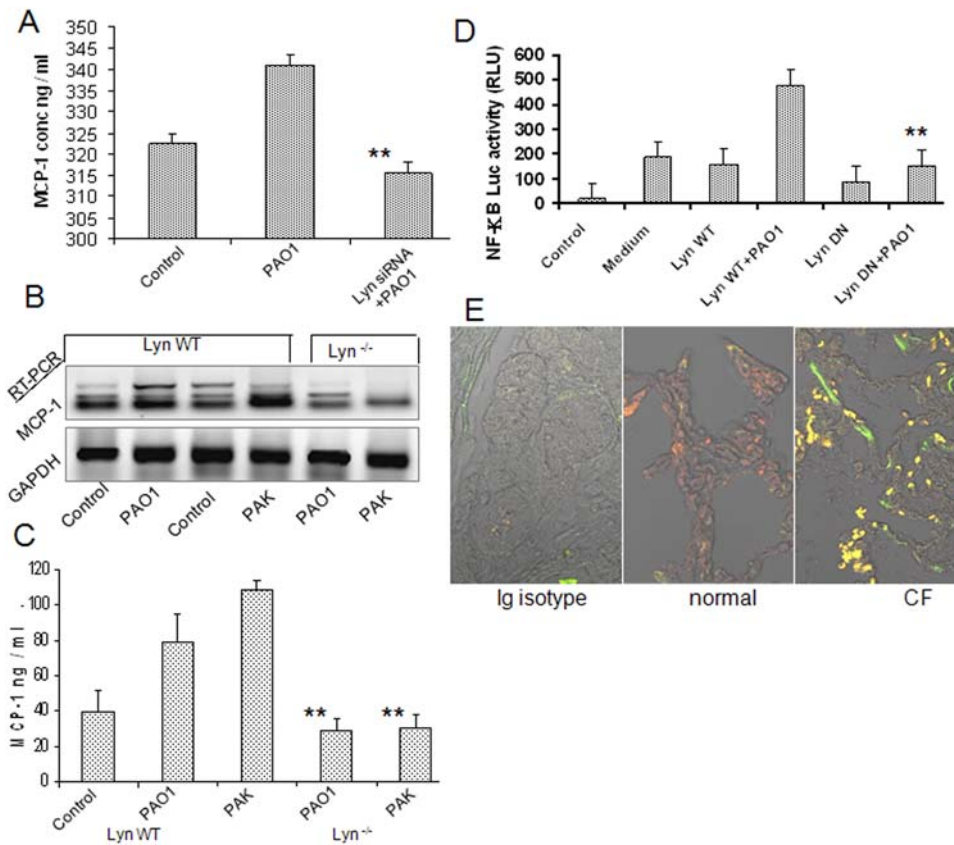 A
MCP-1 conc ng / ml
350
345
340
335
330
325
320
315
310
305
300
Control
PAO1
Lyn siRNA
+PAO1
**
B
Lyn WT
Lyn -/-
RT-PCR
MCP-1
GAPDH
Control
PAO1
Control
PAK
PAO1
PAK
C
MCP-1 ng / ml
120
100
80
60
40
20
0
**
**
Control
PAO1
PAK
PAO1
PAK
Lyn WT
Lyn -/-
D
NF-κB Luc activity (RLU)
600
500
400
300
200
100
0
**
Control
Medium
Lyn WT
Lyn WT+PAO1
Lyn DN
Lyn DN+PAO1
E
Ig isotype
normal
CF